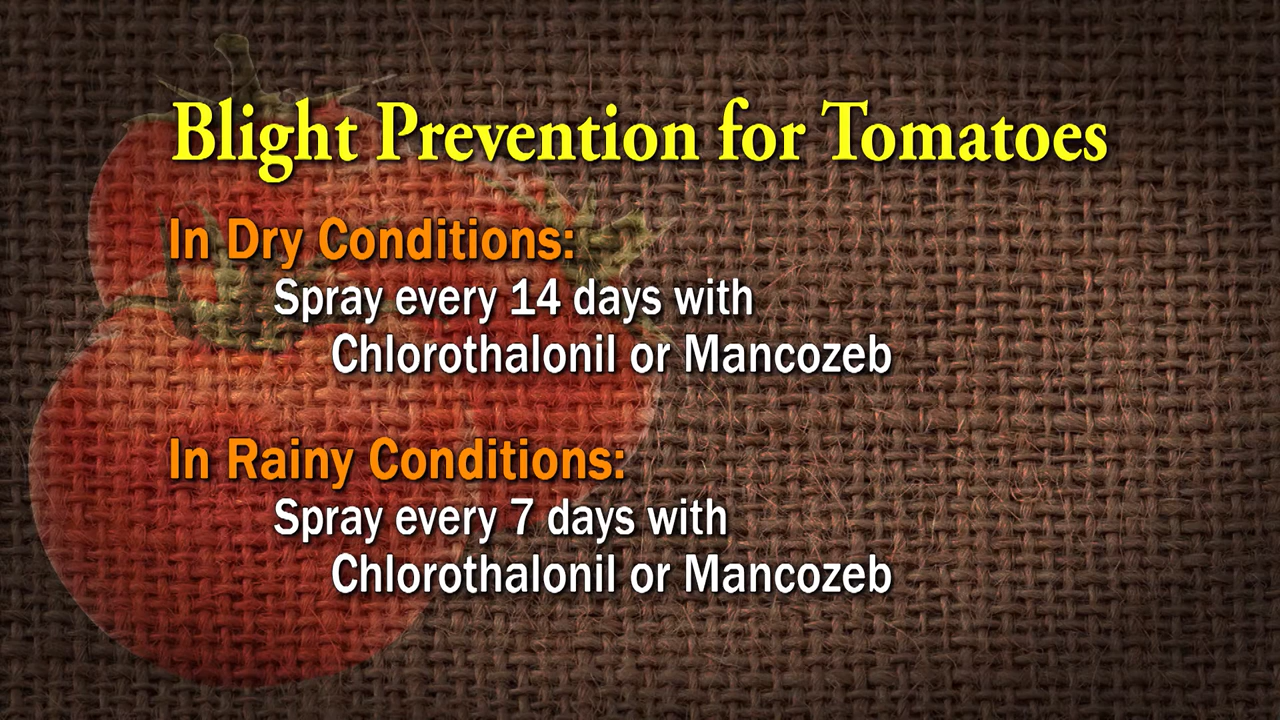 Blight Prevention for Tomatoes
In Dry Conditions:
Spray every 14 days with
Chlorothalonil or Mancozeb
In Rainy Conditions:
Spray every 7 days with
Chlorothalonil or Mancozeb